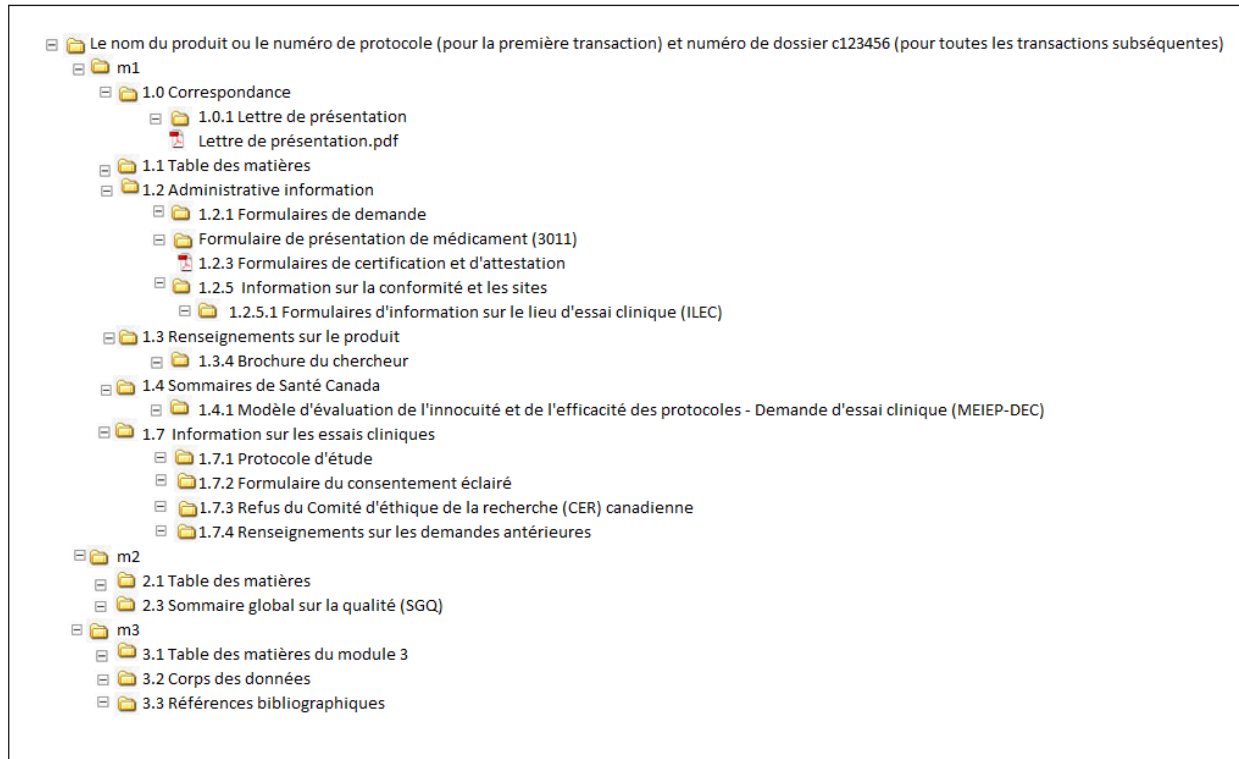 Le nom du produit ou le numéro de protocole (pour la première transaction) et numéro de dossier c123456 (pour toutes les transactions subséquentes)
m1
1.0 Correspondance
1.0.1 Lettre de présentation
Lettre de présentation.pdf
1.1 Table des matières
1.2 Administrative information
1.2.1 Formulaires de demande
Formulaire de présentation de médicament (3011)
1.2.3 Formulaires de certification et d'attestation
1.2.5 Information sur la conformité et les sites
1.2.5.1 Formulaires d'information sur le lieu d'essai clinique (ILEC)
1.3 Renseignements sur le produit
1.3.4 Brochure du chercheur
1.4 Sommaires de Santé Canada
1.4.1 Modèle d'évaluation de l'innocuité et de l'efficacité des protocoles - Demande d'essai clinique (MEIEP-DEC)
1.7 Information sur les essais cliniques
1.7.1 Protocole d'étude
1.7.2 Formulaire du consentement éclairé
1.7.3 Refus du Comité d'éthique de la recherche (CER) canadienne
1.7.4 Renseignements sur les demandes antérieures
m2
2.1 Table des matières
2.3 Sommaire global sur la qualité (SGQ)
m3
3.1 Table des matières du module 3
3.2 Corps des données
3.3 Références bibliographiques